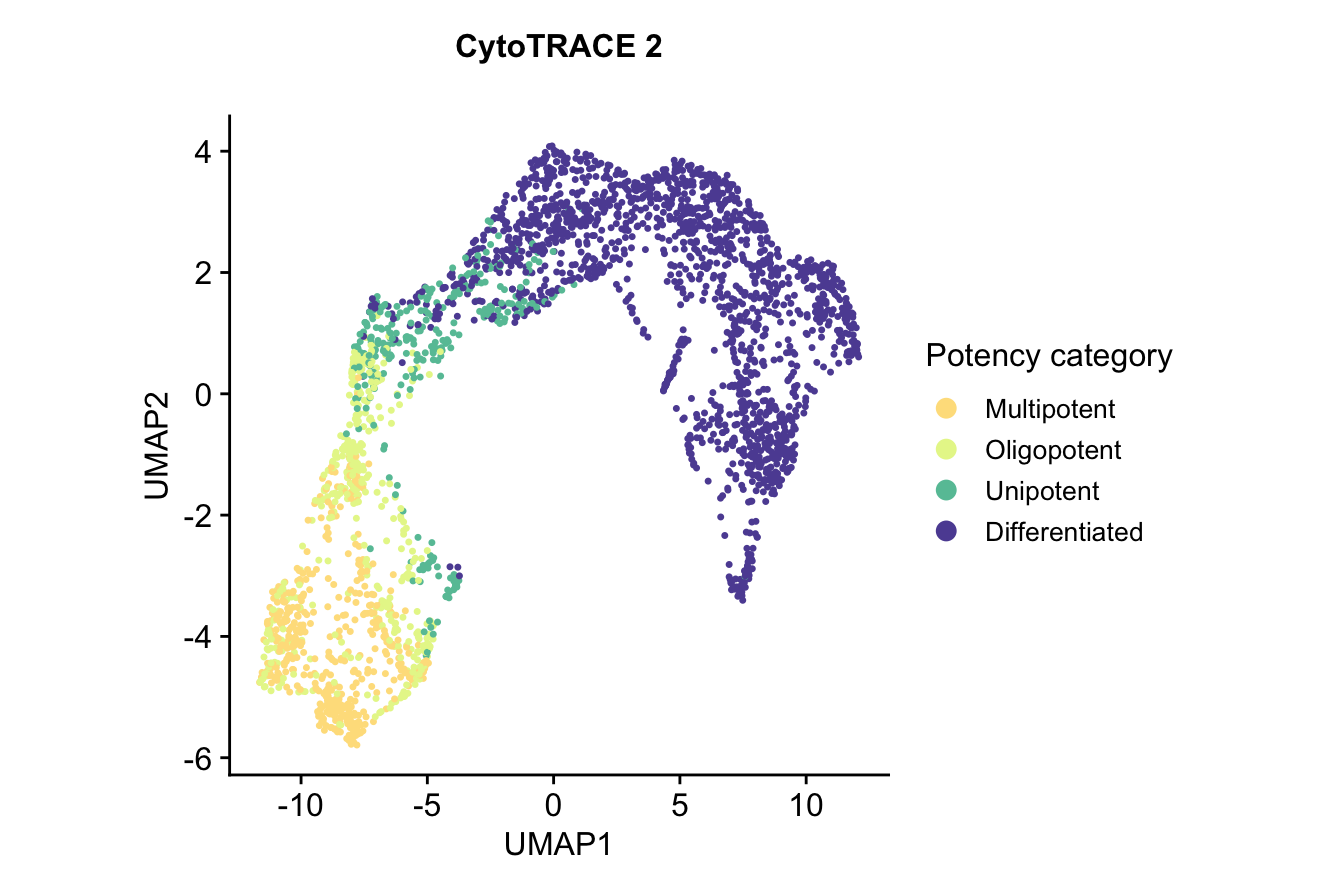 CytoTRACE 2
4
2
0
-2
-4
-6
UMAP2
-10 -5 0 5 10
UMAP1
Potency category
Multipotent
Oligopotent
Unipotent
Differentiated